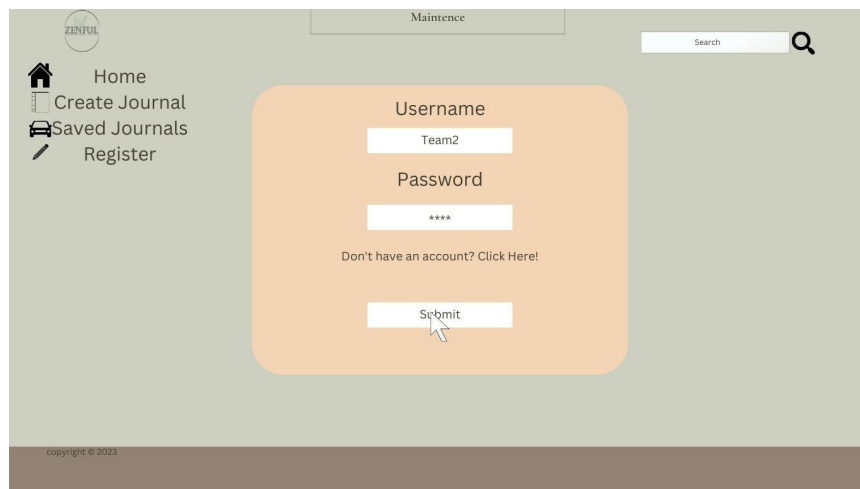 ZENFUL
Maintence
Search
Home
Create Journal
Saved Journals
Register
Username
Team2
Password
****
Don't have an account? Click Here!
Submit
copyright © 2023